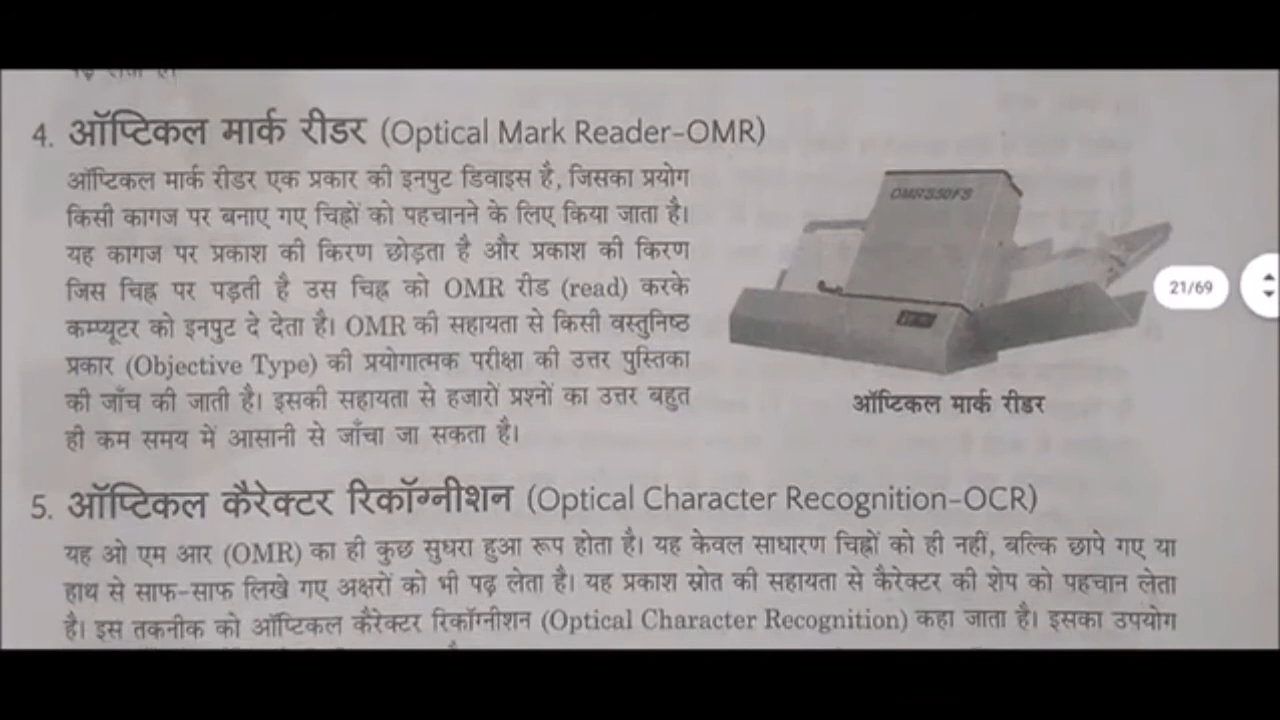 4. ऑप्टिकल मार्क रीडर (Optical Mark Reader-OMR)
ऑप्टिकल मार्क रीडर एक प्रकार की इनपुट डिवाइस है, जिसका प्रयोग
किसी कागज पर बनाए गए चिह्नों को पहचानने के लिए किया जाता है।
यह कागज पर प्रकाश की किरण छोड़ता है और प्रकाश की किरण
जिस चिह्न पर पड़ती है उस चिह्न को OMR रीड (read) करके
कम्प्यूटर को इनपुट दे देता है। OMR की सहायता से किसी वस्तुनिष्ठ
प्रकार (Objective Type) की प्रयोगात्मक परीक्षा की उत्तर पुस्तिका
की जाँच की जाती है। इसकी सहायता से हजारों प्रश्नों का उत्तर बहुत
ही कम समय में आसानी से जाँचा जा सकता है।
OMR350FS
21/69
ऑप्टिकल मार्क रीडर
5. ऑप्टिकल कैरेक्टर रिकॉग्नीशन (Optical Character Recognition-OCR)
यह ओ एम आर (OMR) का ही कुछ सुधरा हुआ रूप होता है। यह केवल साधारण चिह्नों को ही नहीं, बल्कि छापे गए या
हाथ से साफ-साफ लिखे गए अक्षरों को भी पढ़ लेता है। यह प्रकाश स्रोत की सहायता से कैरेक्टर की शेप को पहचान लेता
है। इस तकनीक को ऑप्टिकल कैरेक्टर रिकॉग्नीशन (Optical Character Recognition) कहा जाता है। इसका उपयोग